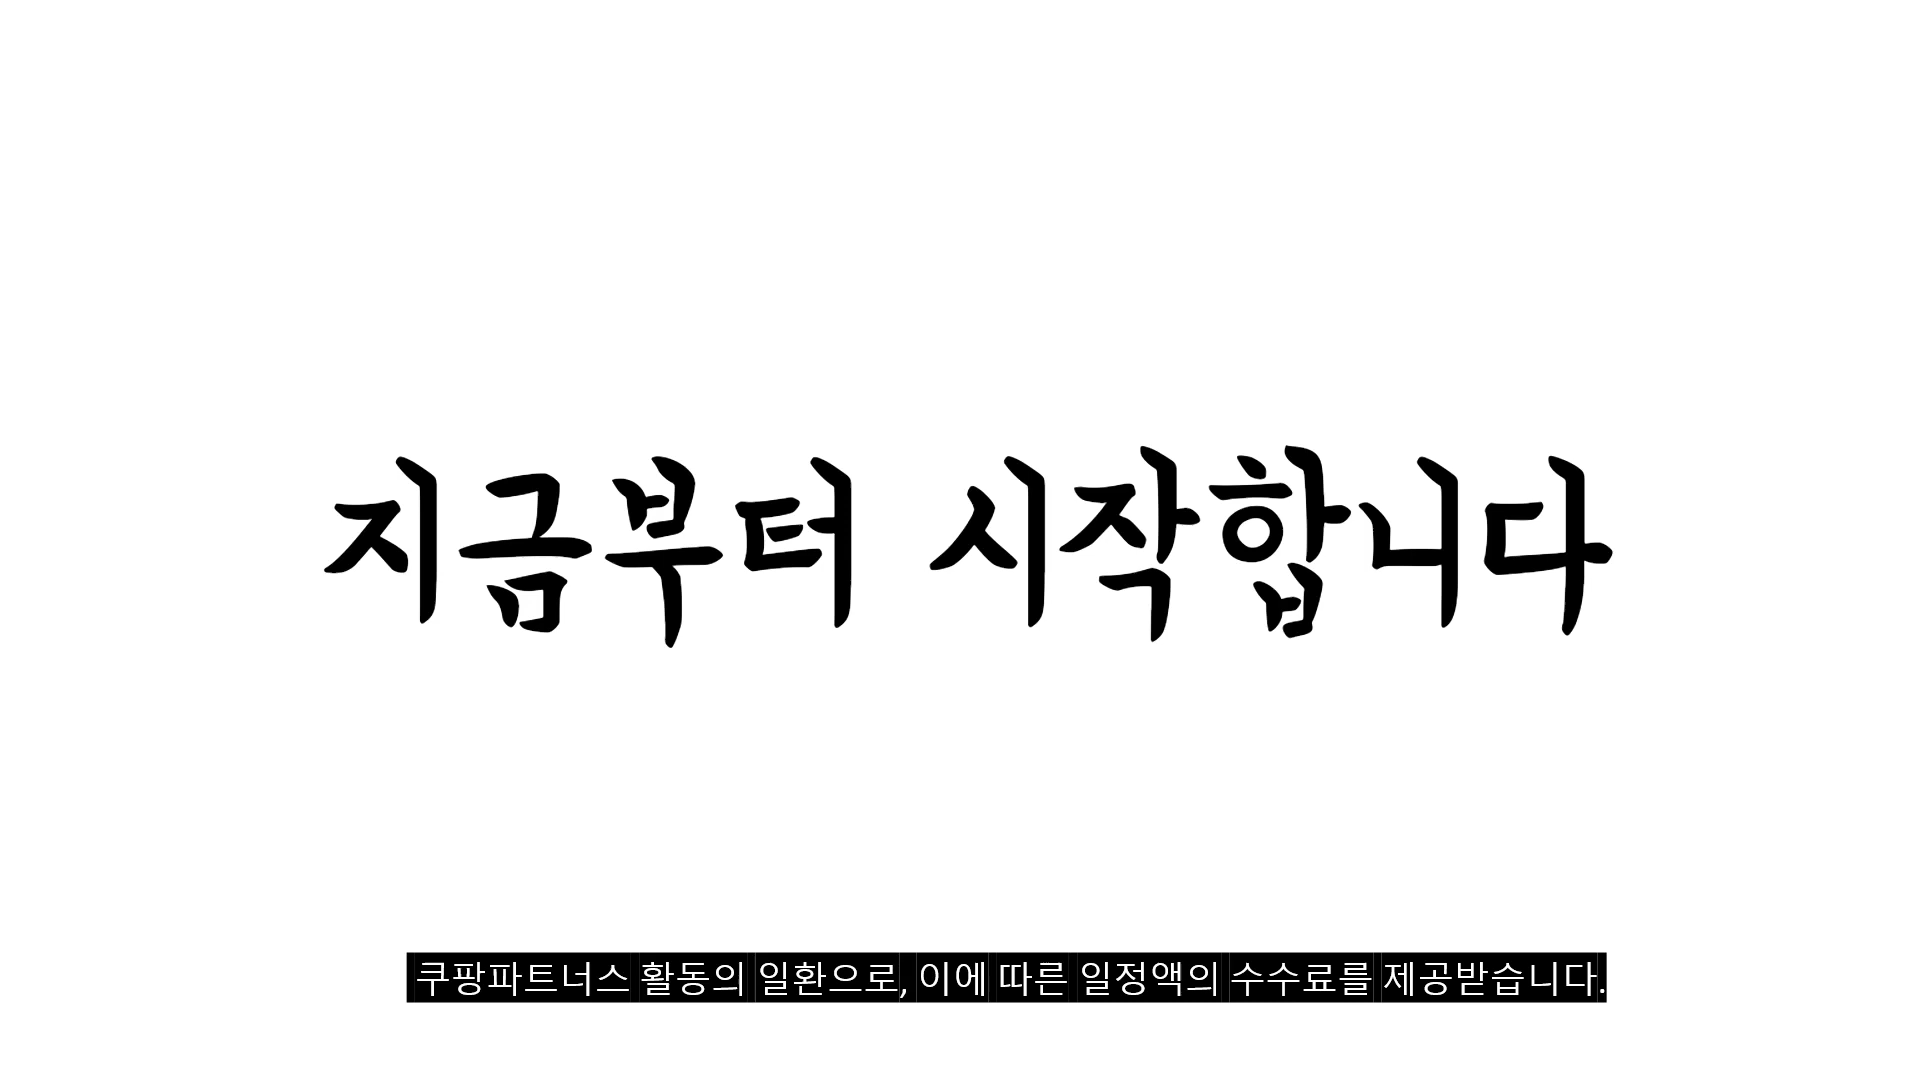 지금부터 시작합니다
쿠팡파트너스 활동의 일환으로, 이에 따른 일정액의 수수료를 제공받습니다.